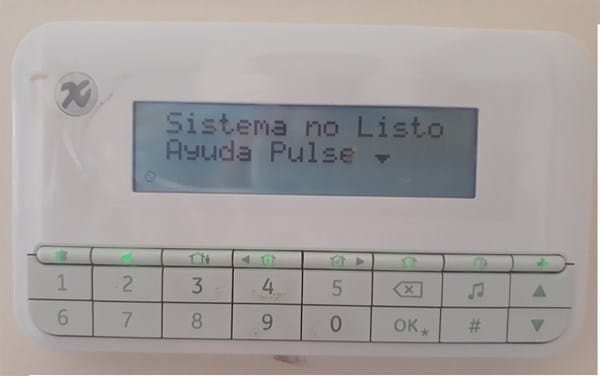 Sistema no Listo
Ayuda Pulse
1 2 3 4 5
6 7 8 9 0 OK* #